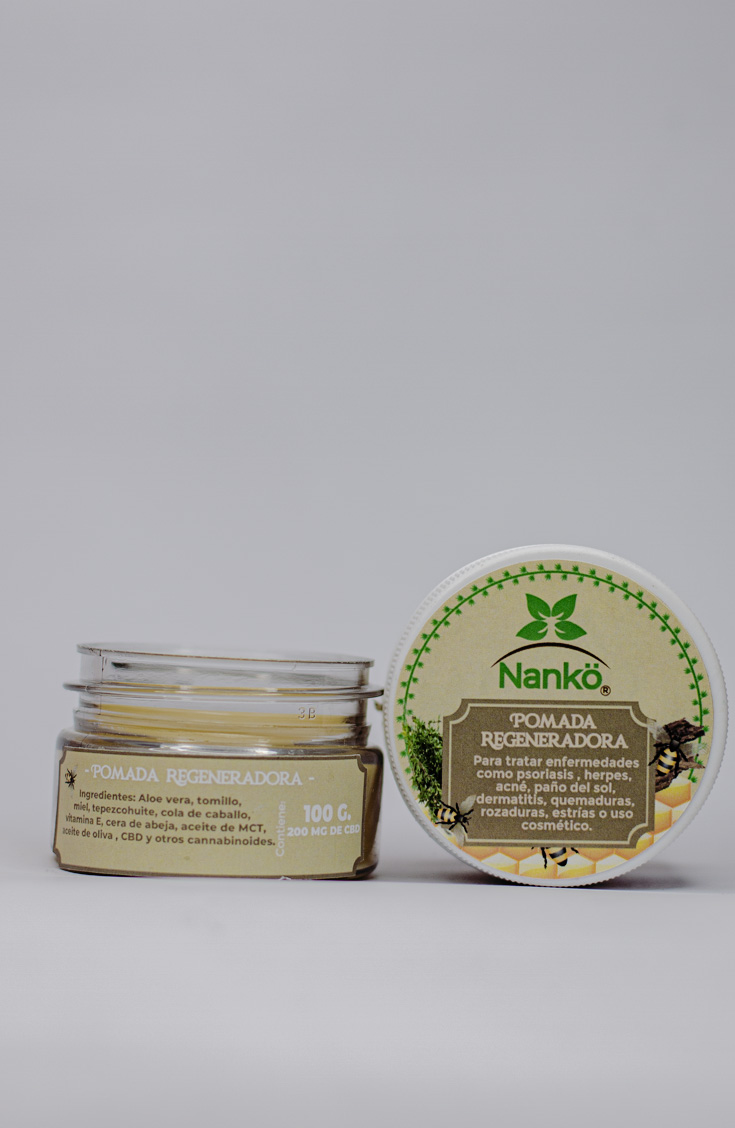 3B
- POMADA REGENERADORA -
Ingredientes: Aloe vera, tomillo,
miel, tepezcohuite, cola de caballo,
vitamina E, cera de abeja, aceite de MCT,
aceite de oliva , CBD y otros cannabinoides.
Contiene:
100 G.
200 MG DE CBD
Nankö®
POMADA
REGENERADORA
Para tratar enfermedades
como psoriasis , herpes,
acné, paño del sol,
dermatitis, quemaduras,
rozaduras, estrías o uso
cosmético.